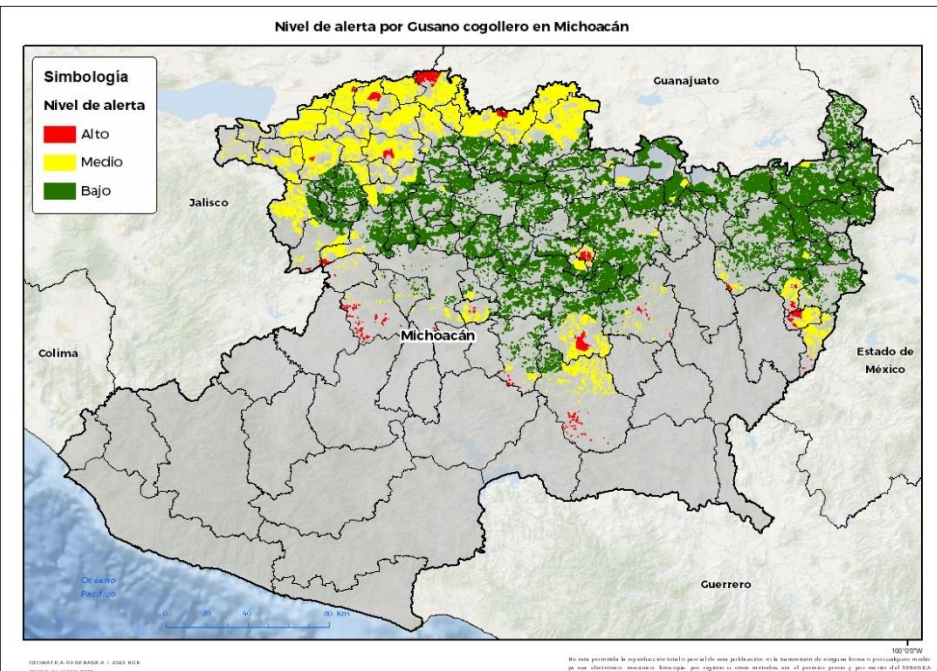 Nivel de alerta por Gusano cogollero en Michoacán
Simbología
Nivel de alerta
Alto
Medio
Bajo
Guanajuato
Jalisco
Michoacán
Colima
Estado de
México
Guerrero
Oceano
Pacífico
0 20 40 80 Km
100°0'0"W